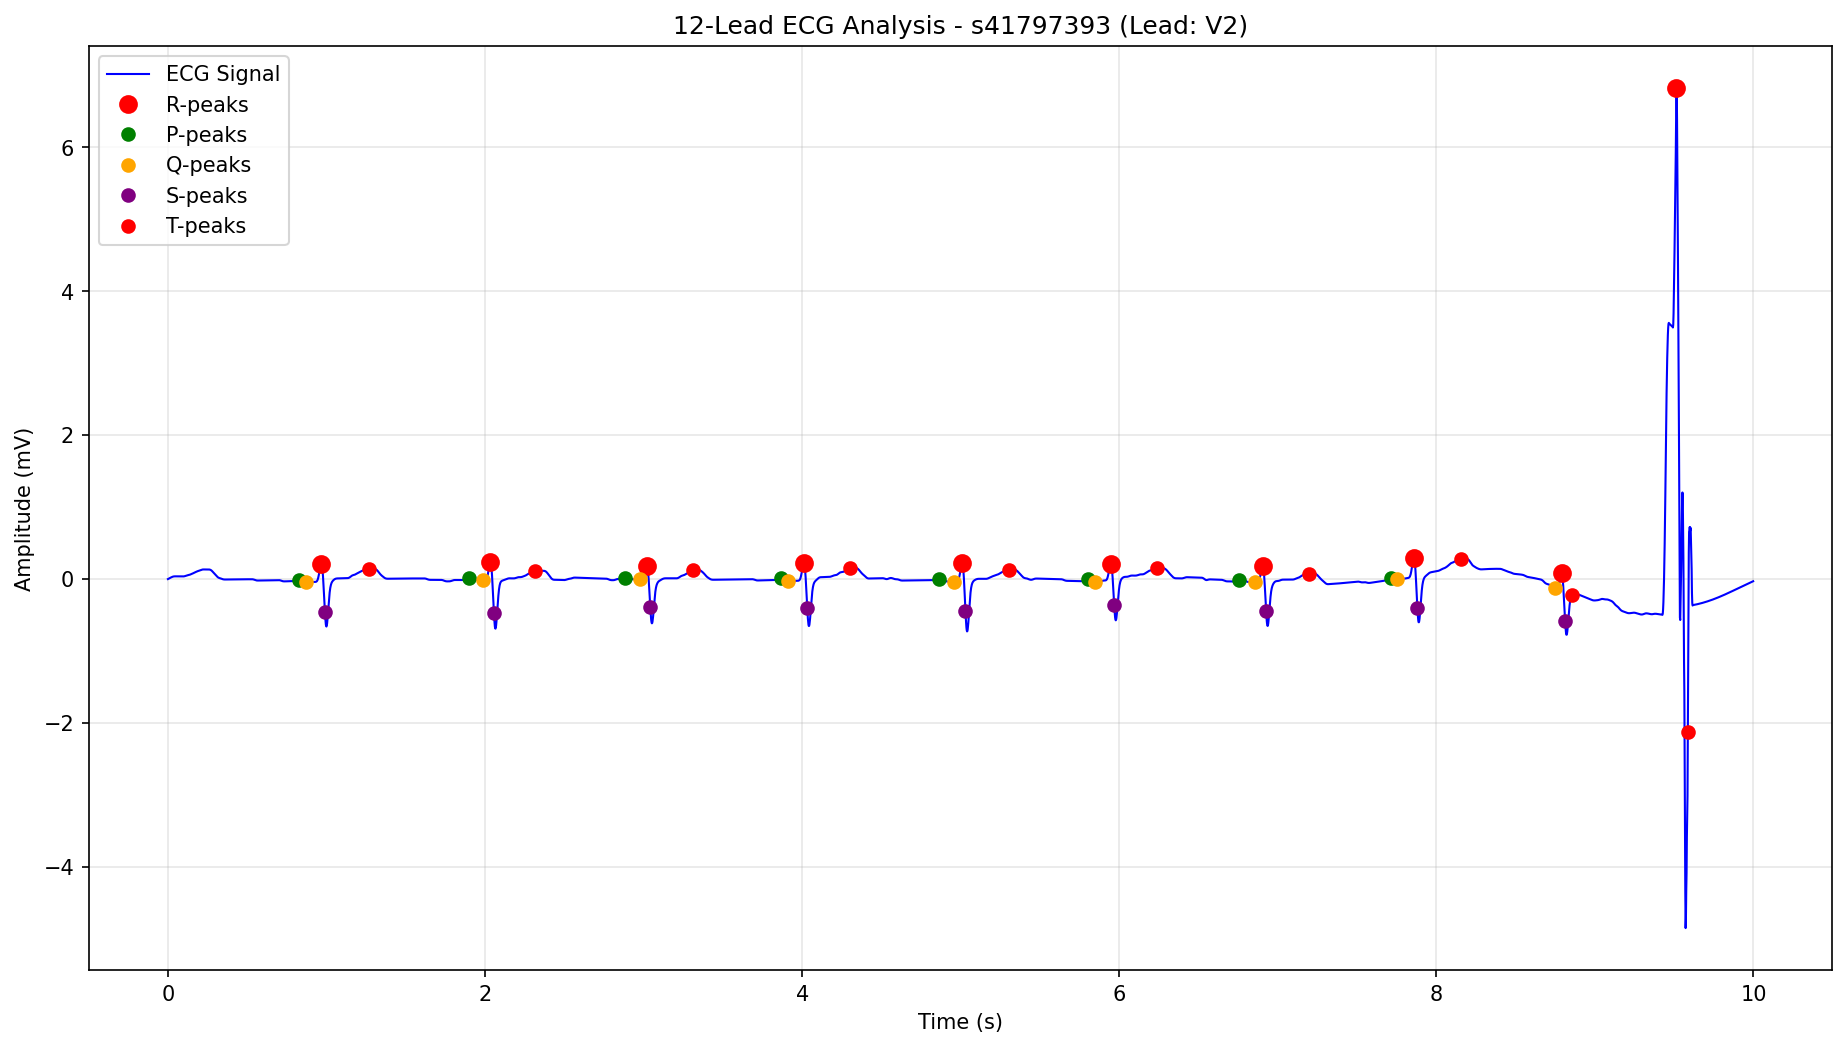 12-Lead ECG Analysis - s41797393 (Lead: V2)
ECG Signal
R-peaks
P-peaks
Q-peaks
S-peaks
T-peaks
Amplitude (mV)
6
4
2
0
−2
−4
0 2 4 6 8 10
Time (s)